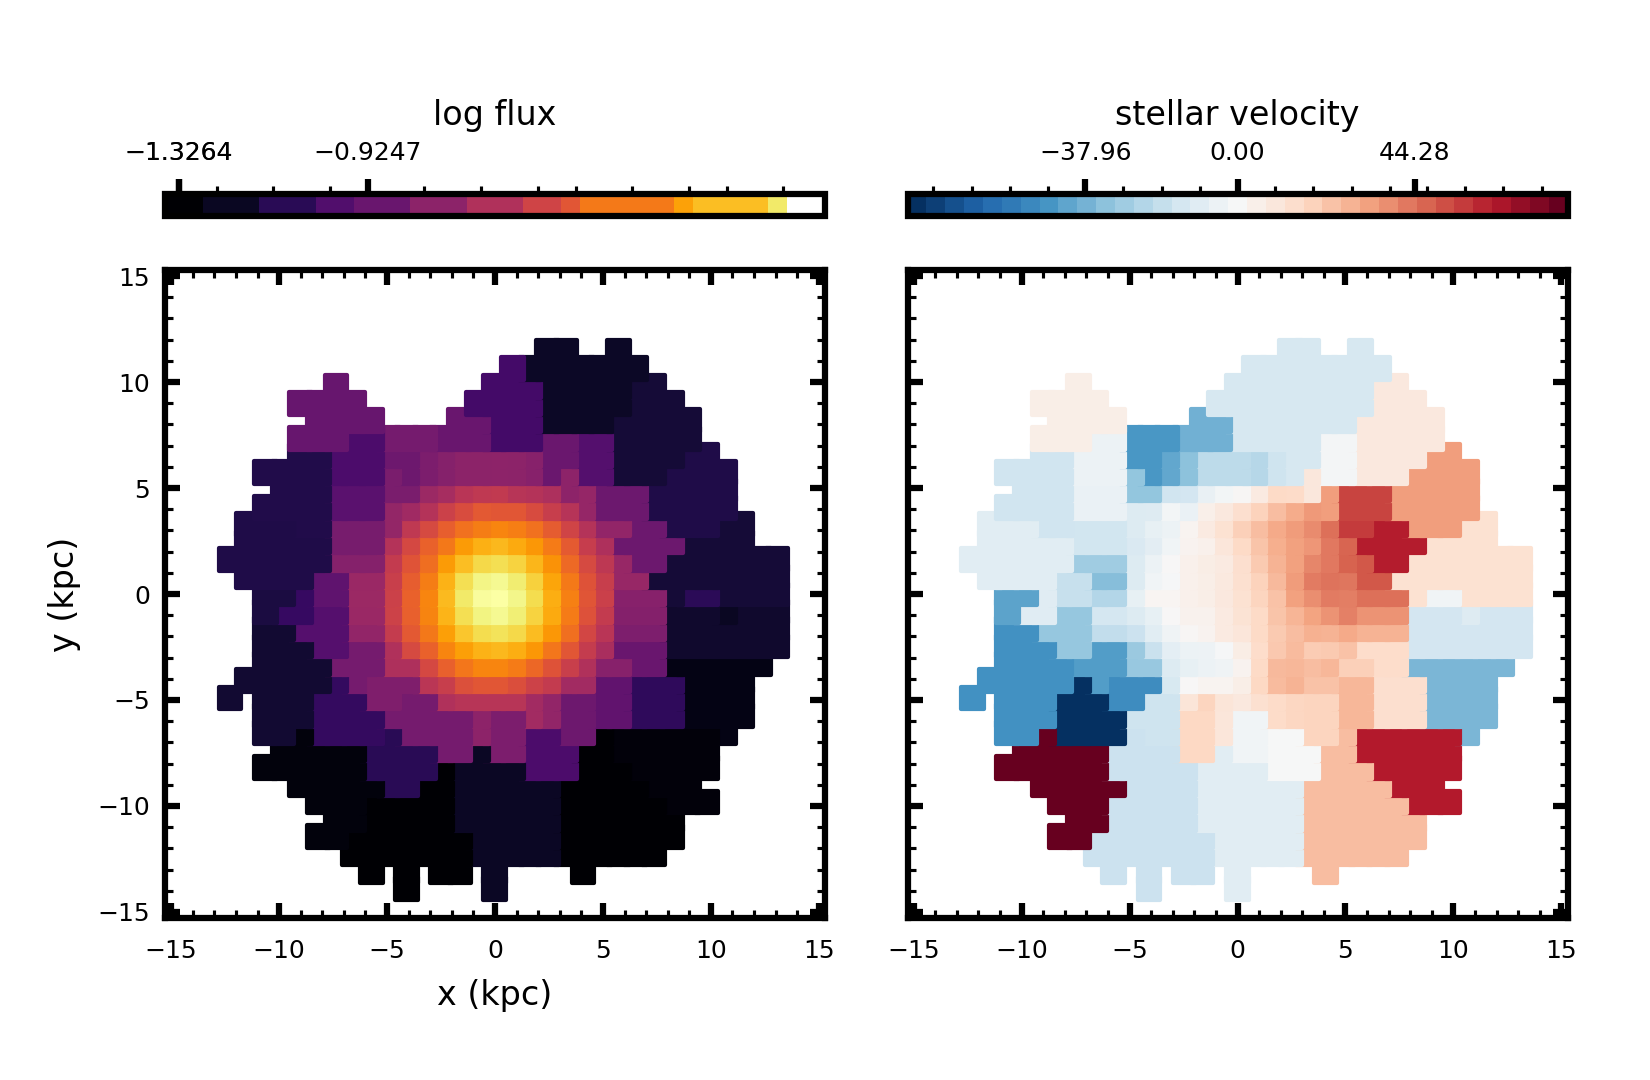 log flux
stellar velocity
−1.3264 −0.9247
−37.96 0.00 44.28
15
10
5
0
−5
−10
−15
y (kpc)
−15 −10 −5 0 5 10 15
−15 −10 −5 0 5 10 15
x (kpc)